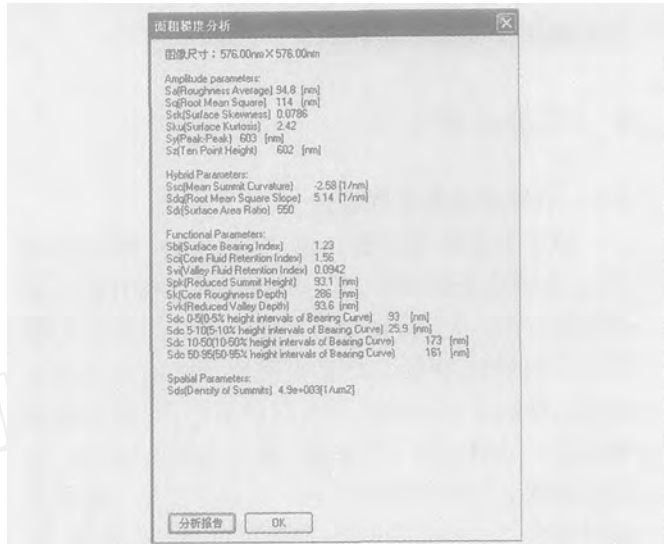 面粗糙度分析
图像尺寸：576.00nm X 576.00nm
Amplitude parameters:
Sa(Roughness Average) 94.8 [nm]
Sq(Root Mean Square) 114 [nm]
Ssk(Surface Skewness) 0.0786
Sku(Surface Kurtosis) 2.42
Sy(Peak-Peak) 603 [nm]
Sz(Ten Point Height) 602 [nm]
Hybrid Parameters:
Ssc(Mean Summit Curvature) -2.58 [1/nm]
Sdq(Root Mean Square Slope) 5.14 [1/nm]
Sdr(Surface Area Ratio) 550
Functional Parameters:
Sbi(Surface Bearing Index) 1.23
Sci(Core Fluid Retention Index) 1.56
Svi(Valley Fluid Retention Index) 0.0942
Spk(Reduced Summit Height) 93.1 [nm]
Sk(Core Roughness Depth) 286 [nm]
Svk(Reduced Valley Depth) 93.6 [nm]
Sdc 0-5(0-5% height intervals of Bearing Curve) 93 [nm]
Sdc 5-10(5-10% height intervals of Bearing Curve) 25.9 [nm]
Sdc 10-50(10-50% height intervals of Bearing Curve) 173 [nm]
Sdc 50-95(50-95% height intervals of Bearing Curve) 161 [nm]
Spatial Parameters:
Sds(Density of Summits) 4.9e+003[1/um2]
分析报告 OK